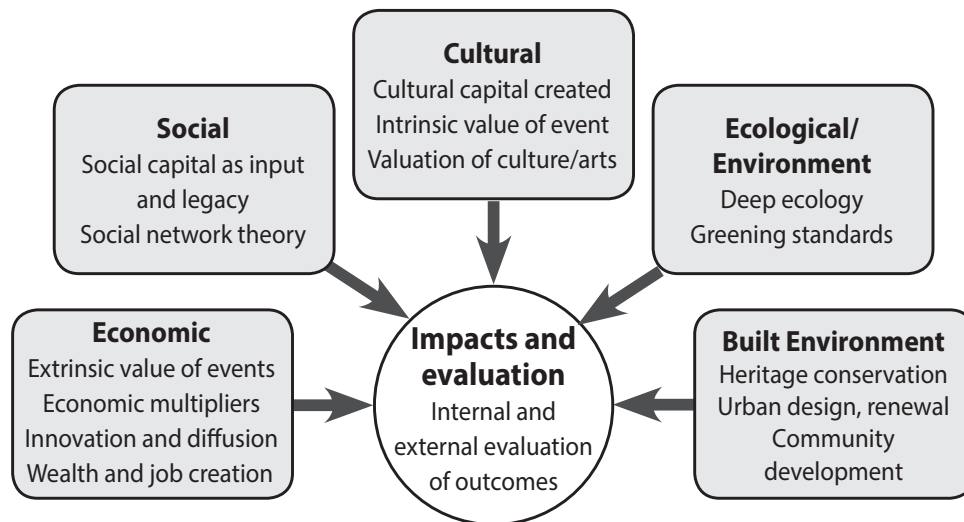 Cultural
Cultural capital created
Intrinsic value of event
Valuation of culture/arts
Social
Social capital as input
and legacy
Social network theory
Ecological/
Environment
Deep ecology
Greening standards
Economic
Extrinsic value of events
Economic multipliers
Innovation and diffusion
Wealth and job creation
Impacts and
evaluation
Internal and
external evaluation
of outcomes
Built Environment
Heritage conservation
Urban design, renewal
Community
development